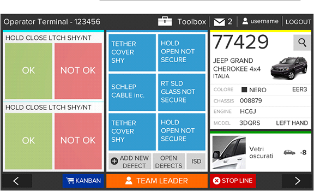 Operator Terminal - 123456
Toolbox
2
username
LOGOUT
HOLD CLOSE LTCH SHY/NT
OK
NOT OK
HOLD CLOSE LTCH SHY/NT
OK
NOT OK
TETHER COVER SHY
HOLD OPEN NOT SECURE
SCHLEP CABLE inc.
RT SLD GLASS NOT SECURE
TETHER COVER SHY
HOLD OPEN NOT SECURE
ADD NEW DEFECT
OPEN DEFECTS
ISD
77429
JEEP GRAND CHEROKEE 4x4
ITALIA
COLORE NERO EER3
CHASSIS 008879
ENGINE HC6J
MODEL 3DQRS LEFT HAND
Vetri oscurati
-8
KANBAN
TEAM LEADER
STOP LINE